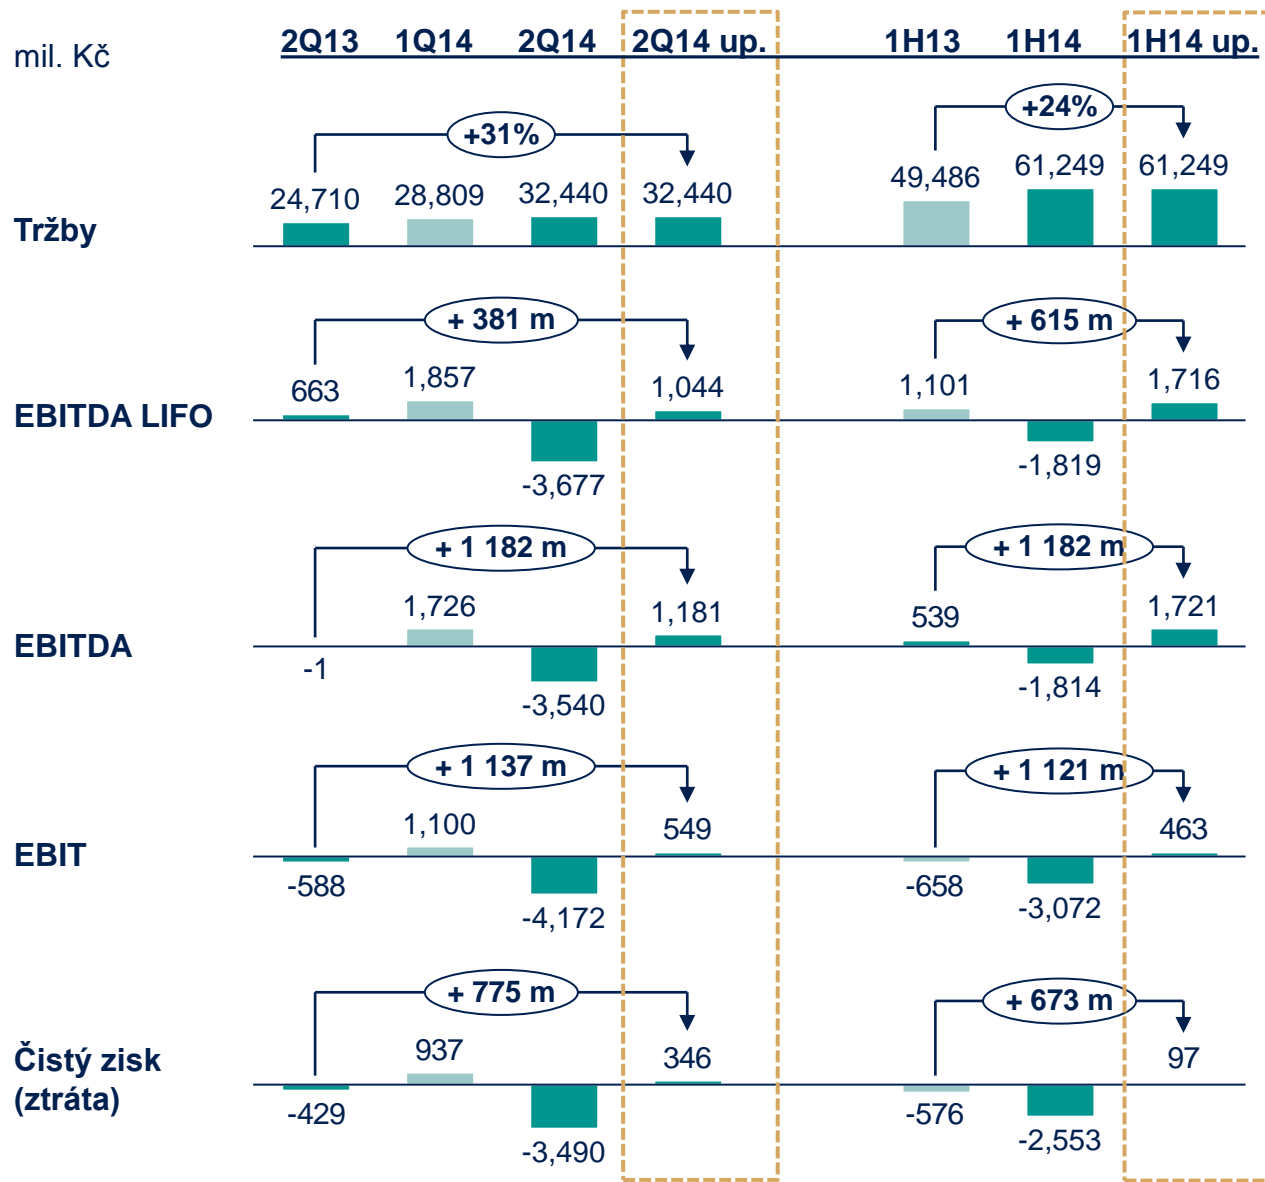 mil. Kč
2Q13 1Q14 2Q14 2Q14 up. 1H13 1H14 1H14 up.
+31% +24%
Tržby
24,710 28,809 32,440 32,440 49,486 61,249 61,249
+ 381 m + 615 m
EBITDA LIFO
663 1,857 -3,677 1,044 1,101 -1,819 1,716
+ 1 182 m + 1 182 m
EBITDA
-1 1,726 -3,540 1,181 539 -1,814 1,721
+ 1 137 m + 1 121 m
EBIT
-588 1,100 -4,172 549 -658 -3,072 463
+ 775 m + 673 m
Čistý zisk
(ztráta)
-429 937 -3,490 346 -576 -2,553 97